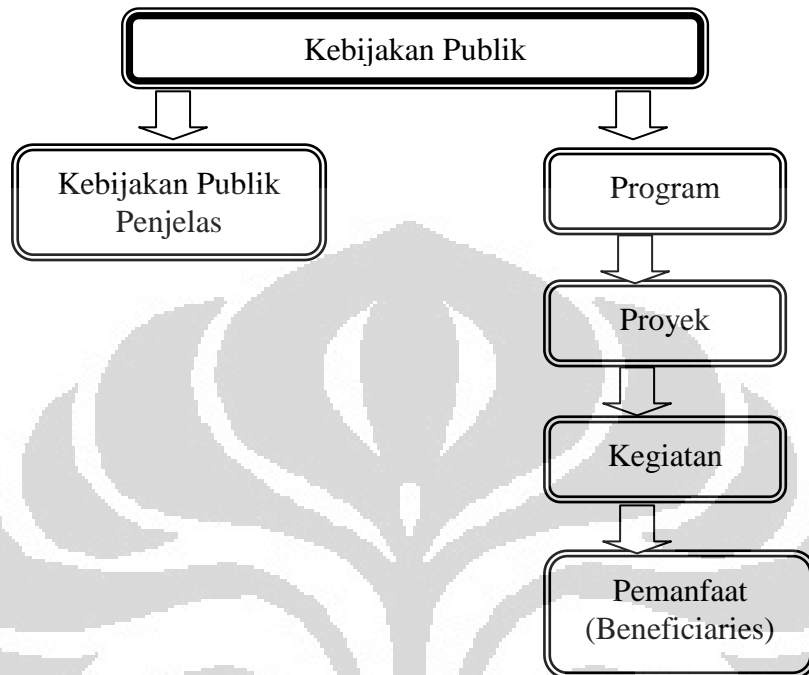 Kebijakan Publik
Kebijakan Publik
Penjelas
Program
Proyek
Kegiatan
Pemanfaat
(Beneficiaries)